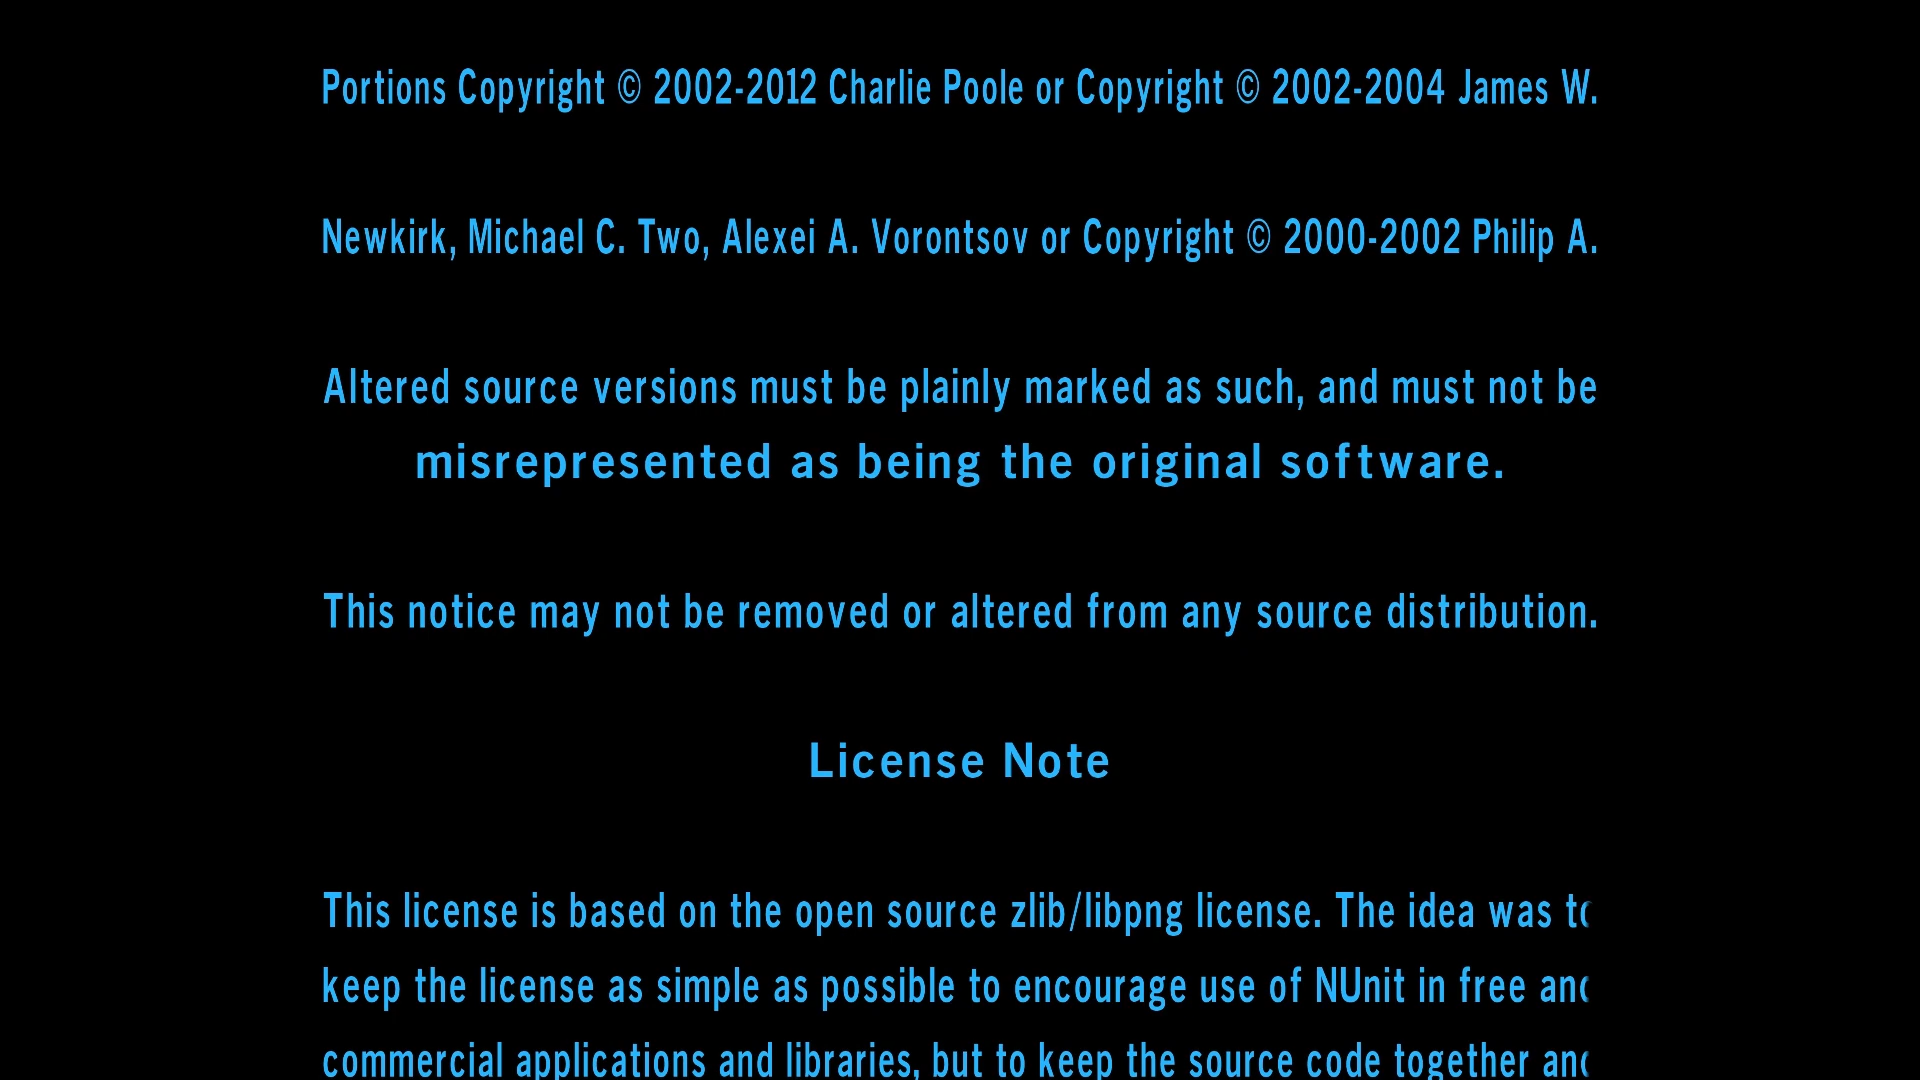 Portions Copyright © 2002-2012 Charlie Poole or Copyright © 2002-2004 James W.
Newkirk, Michael C. Two, Alexei A. Vorontsov or Copyright © 2000-2002 Philip A.
Altered source versions must be plainly marked as such, and must not be
misrepresented as being the original software.
This notice may not be removed or altered from any source distribution.
License Note
This license is based on the open source zlib/libpng license. The idea was to
keep the license as simple as possible to encourage use of NUnit in free and
commercial applications and libraries, but to keep the source code together and